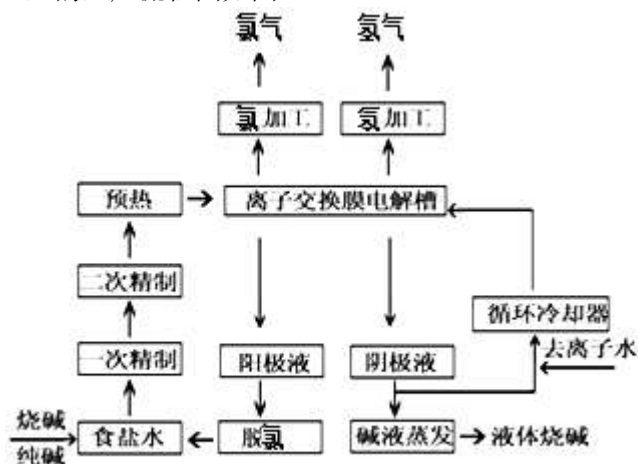 氯气 氢气
氯加工 氢加工
预热 离子交换膜电解槽
二次精制
循环冷却器
一次精制 阳极液 阴极液 去离子水
烧碱
纯碱 食盐水 脱氯 碱液蒸发 液体烧碱